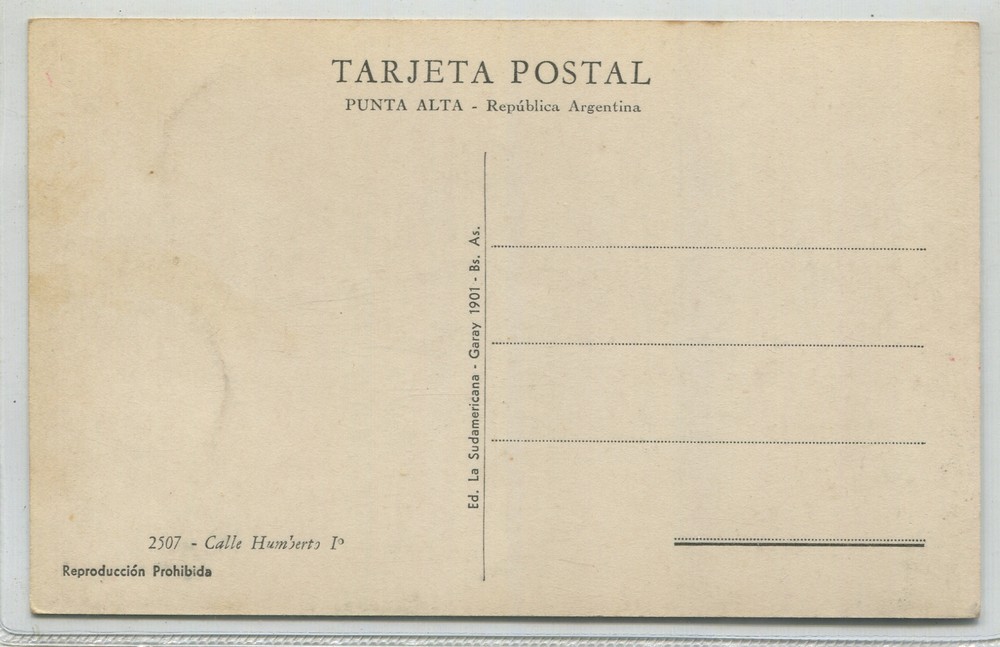 TARJETA POSTAL
PUNTA ALTA - República Argentina
Ed. La Sudamericana - Garay 1901 - Bs. As.
2507 - Calle Humberto Iº
Reproducción Prohibida